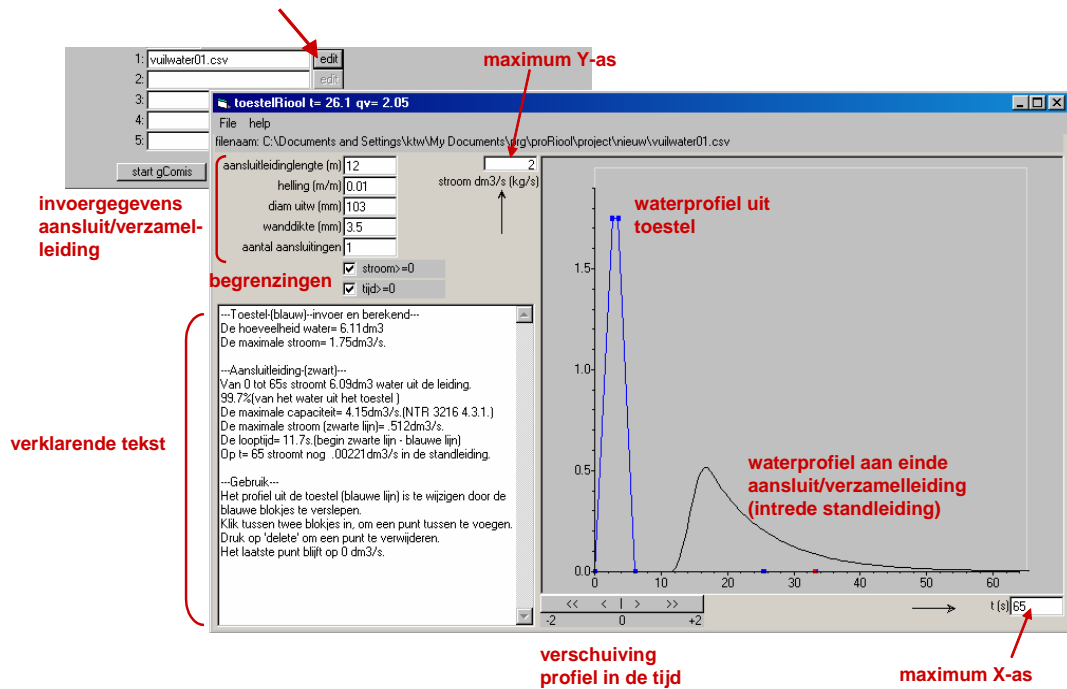 1: vuilwater01.csv edit
2: edit
3:
4:
5:
start gComis
maximum Y-as
toestelRiool t= 26.1 qv= 2.05
File help
filenaam: C:\Documents and Settings\ktw\My Documents\prg\proRiool\project\nieuw\vuilwater01.csv
aansluitleidinglengte (m) 12
helling (m/m) 0.01
diam uitw (mm) 103
wanddikte (mm) 3.5
aantal aansluitingen 1
stroom>=0
tijd>=0
2
stroom dm3/s (kg/s)
invoergegevens
aansluit/verzamel-
leiding
begrenzingen
---Toestel-(blauw)--invoer en berekend---
De hoeveelheid water= 6.11dm3
De maximale stroom= 1.75dm3/s.
---Aansluitleiding-(zwart)---
Van 0 tot 65s stroomt 6.09dm3 water uit de leiding.
99.7%(van het water uit het toestel )
De maximale capaciteit= 4.15dm3/s.(NTR 3216 4.3.1.)
De maximale stroom (zwarte lijn)= .512dm3/s.
De looptijd= 11.7s.(begin zwarte lijn - blauwe lijn)
Op t= 65 stroomt nog .00221dm3/s in de standleiding.
---Gebruik---
Het profiel uit de toestel (blauwe lijn) is te wijzigen door de
blauwe blokjes te verslepen.
Klik tussen twee blokjes in, om een punt tussen te voegen.
Druk op 'delete' om een punt te verwijderen.
Het laatste punt blijft op 0 dm3/s.
verklarende tekst
waterprofiel uit
toestel
1.5
1.0
0.5
0.0
waterprofiel aan einde
aansluit/verzamelleiding
(intrede standleiding)
0 10 20 30 40 50 60
<< < | > >>
-2 0 +2
t (s) 65
verschuiving
profiel in de tijd
maximum X-as